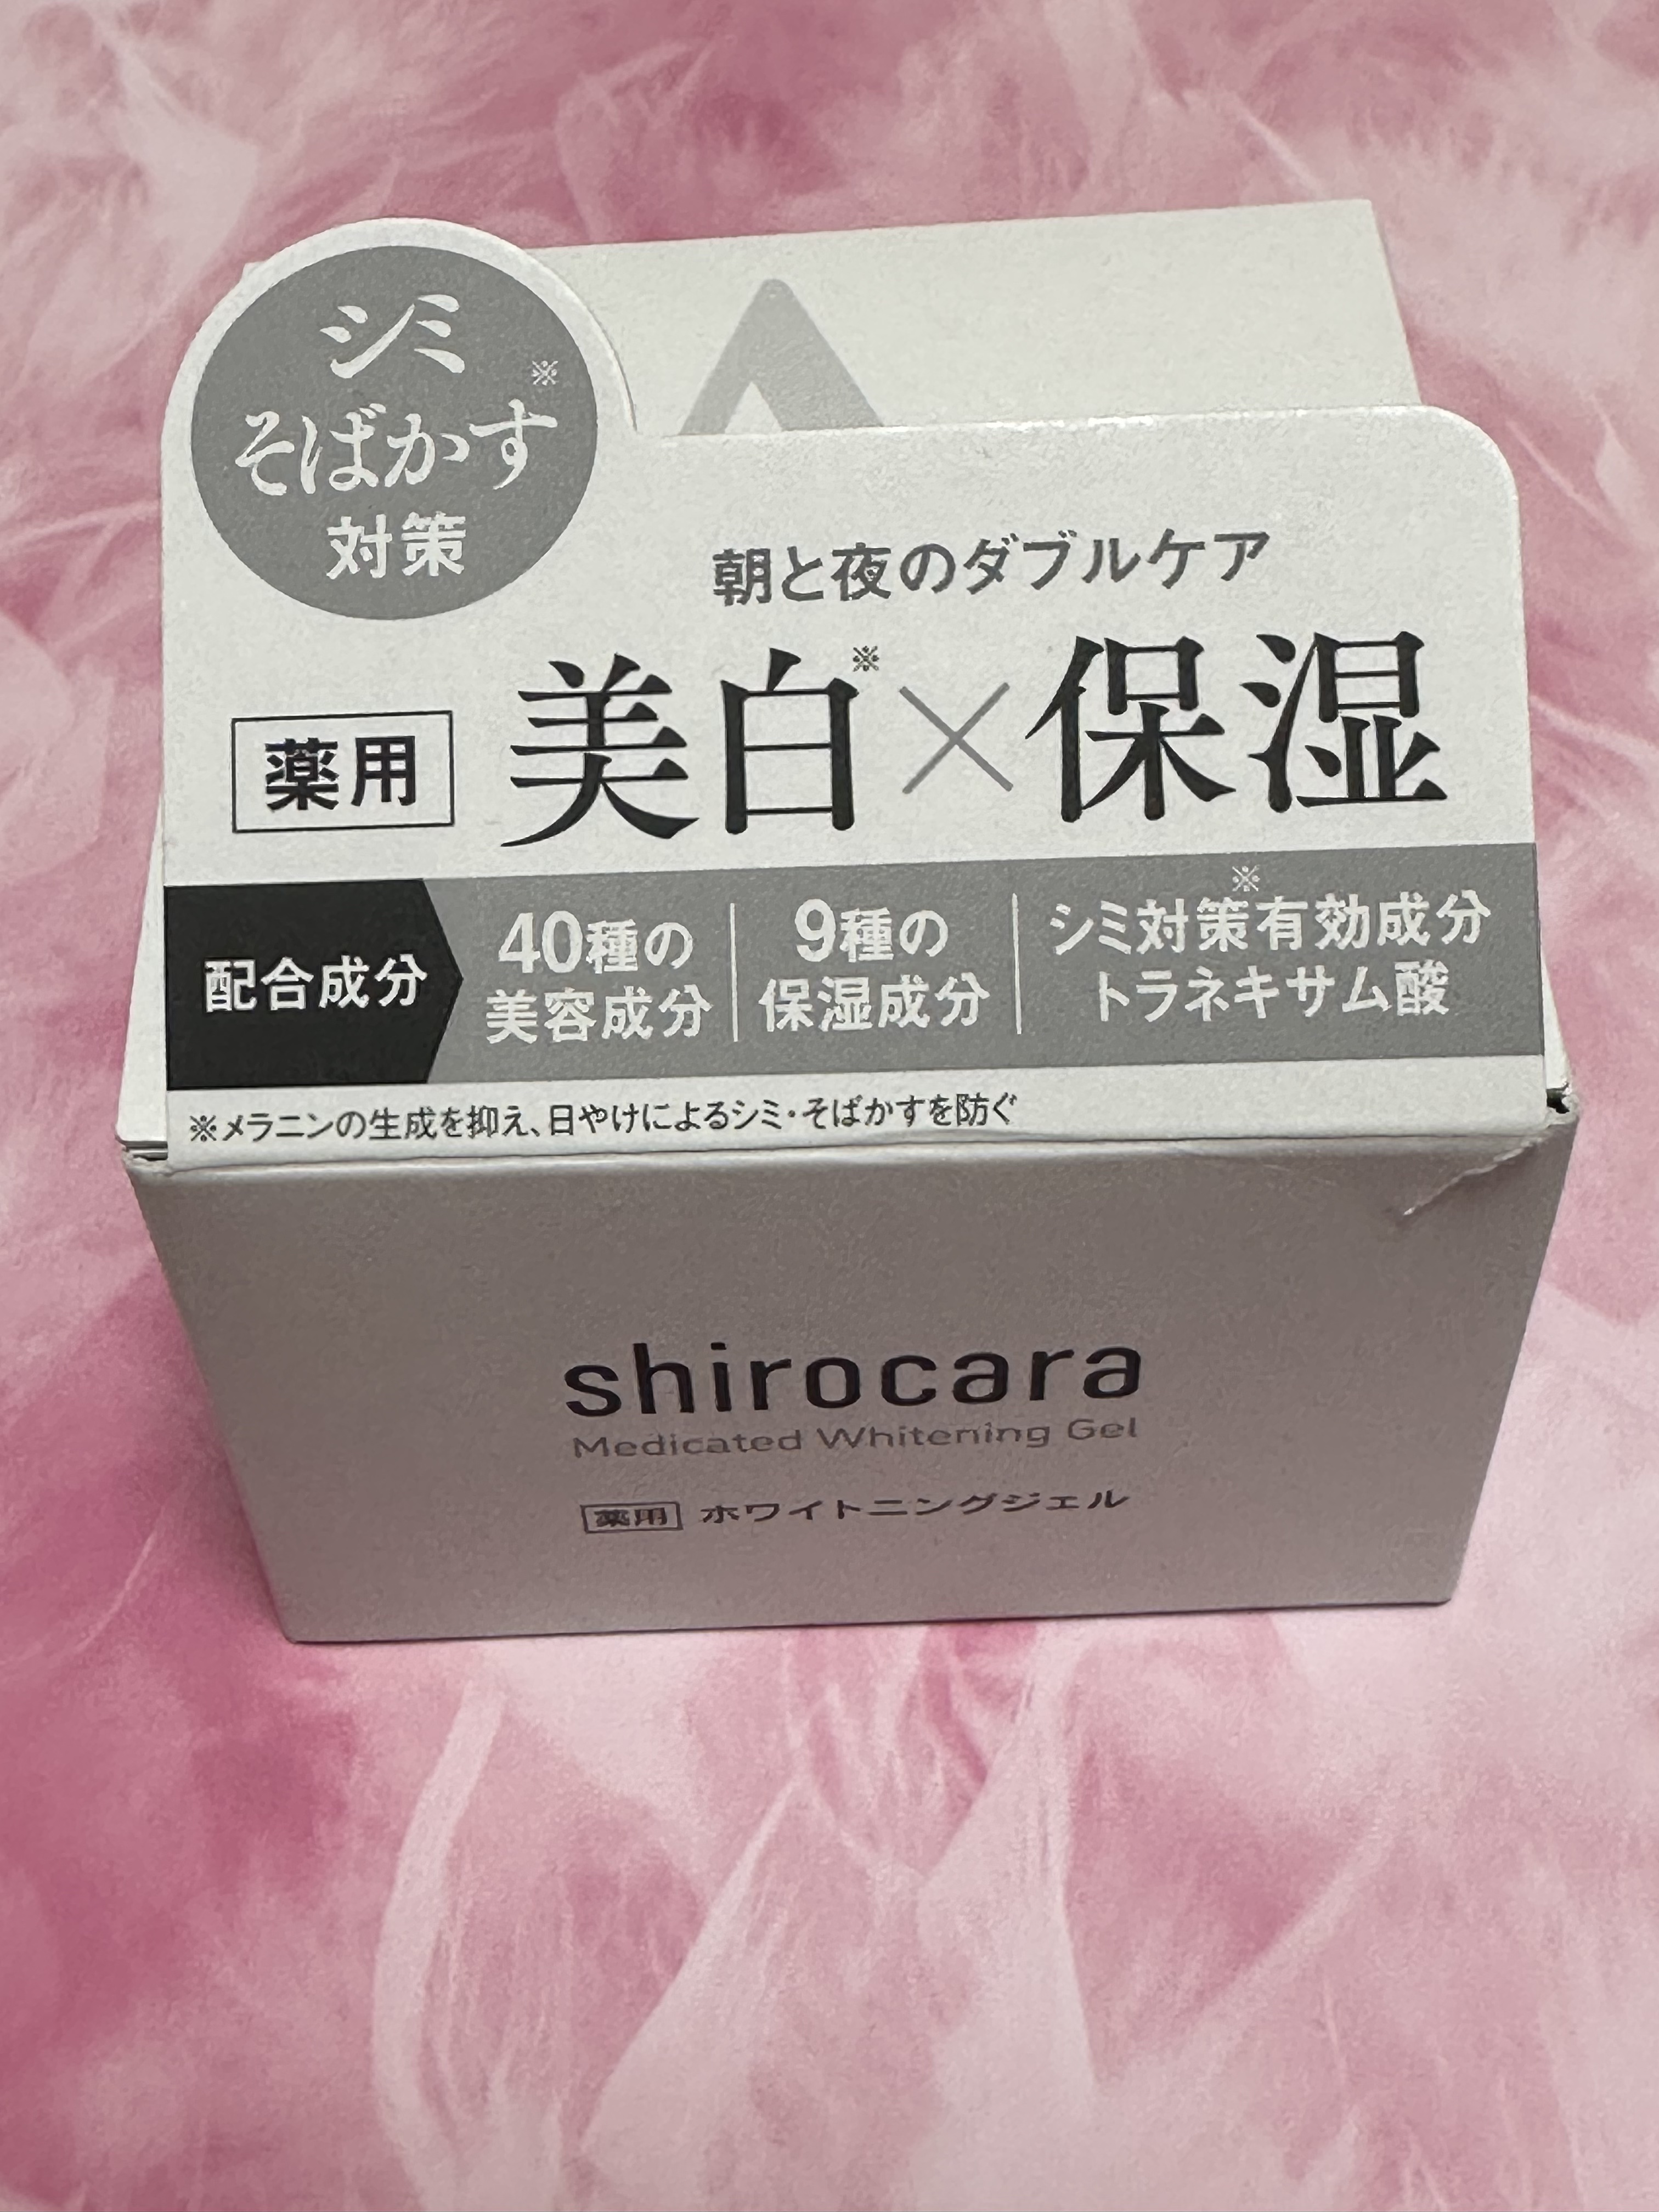 シミ
そばかす※
対策
朝と夜のダブルケア
薬用 美白※×保湿
配合成分
40種の
美容成分
9種の
保湿成分
シミ対策※有効成分
トラネキサム酸
※メラニンの生成を抑え、日やけによるシミ・そばかすを防ぐ
shirocara
Medicated Whitening Gel
薬用 ホワイトニングジェル